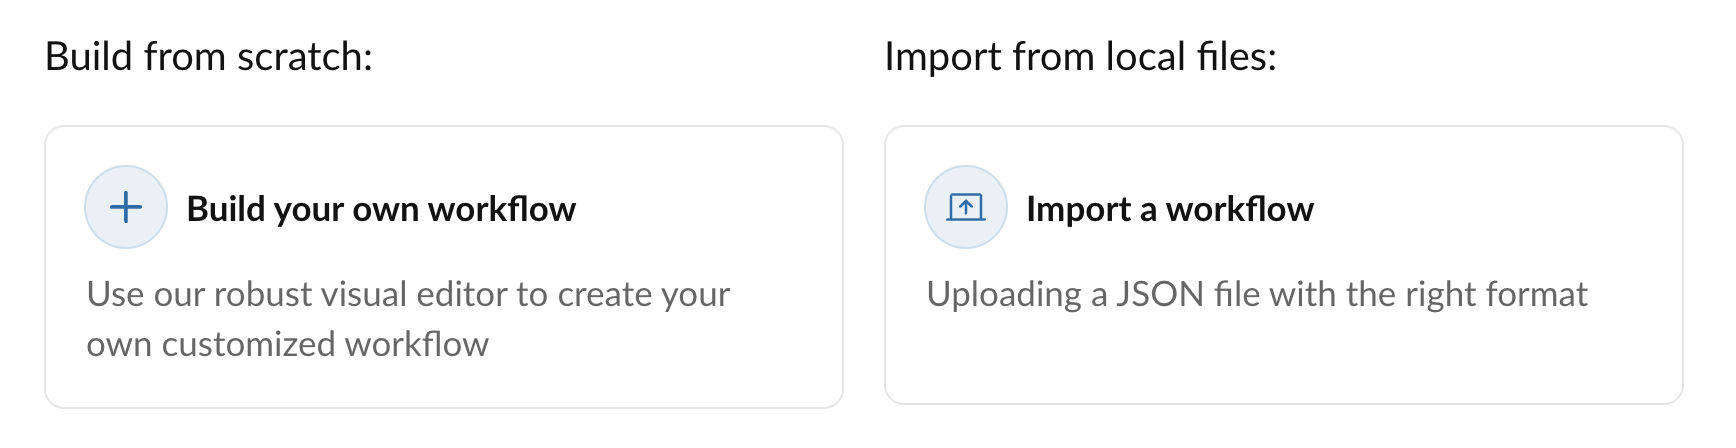 Build from scratch:
Build your own workflow
Use our robust visual editor to create your
own customized workflow
Import from local files:
Import a workflow
Uploading a JSON file with the right format